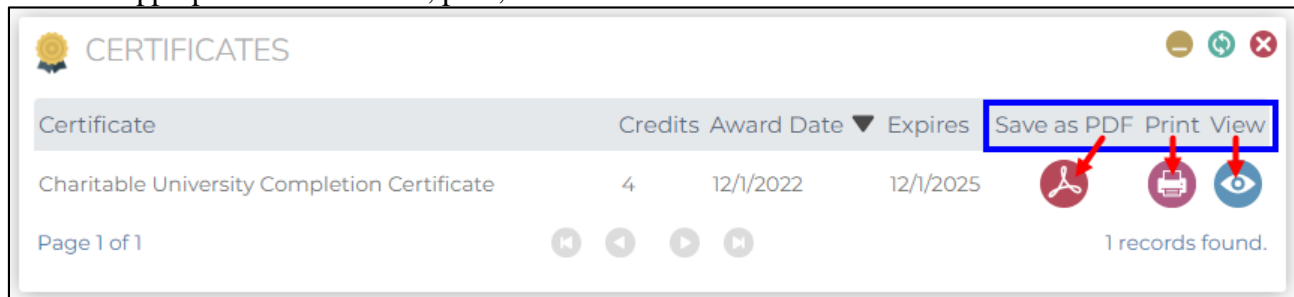 CERTIFICATES
Certificate Credits Award Date ▼ Expires Save as PDF Print View
Charitable University Completion Certificate 4 12/1/2022 12/1/2025
Page 1 of 1 1 records found.